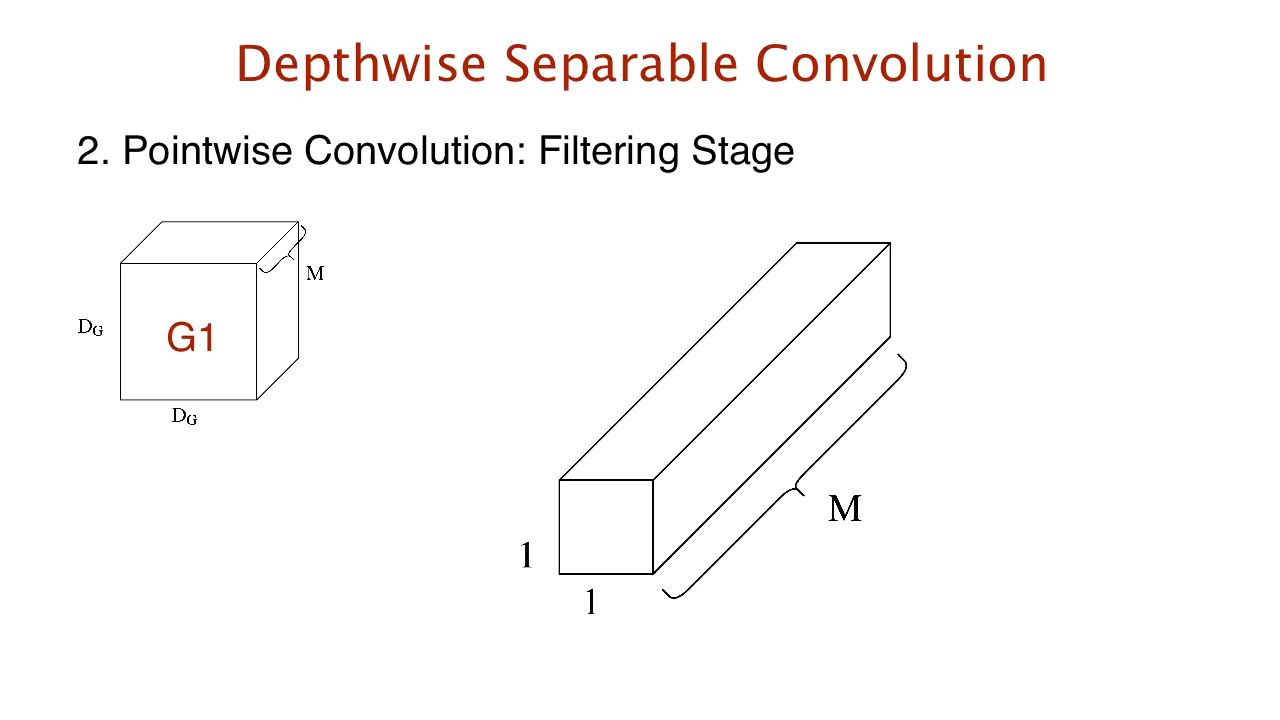 Depthwise Separable Convolution
2. Pointwise Convolution: Filtering Stage
M
DG
G1
DG
M
1
1